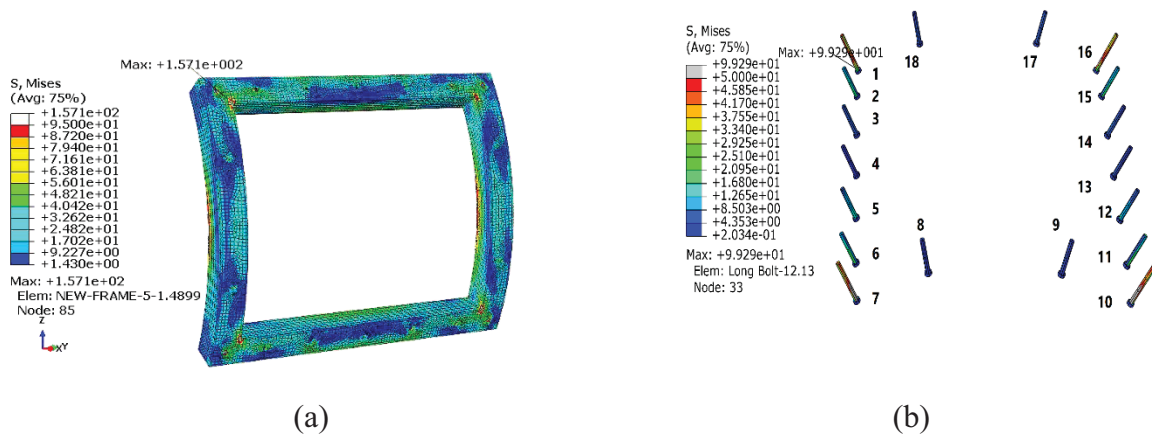 Max: +1.571e+002
S, Mises
(Avg: 75%)
+1.571e+02
+9.500e+01
+8.720e+01
+7.940e+01
+7.161e+01
+6.381e+01
+5.601e+01
+4.821e+01
+4.042e+01
+3.262e+01
+2.482e+01
+1.702e+01
+9.227e+00
+1.430e+00
Max: +1.571e+02
Elem: NEW-FRAME-5-1.4899
Node: 85
Z
X Y
(a)
S, Mises
(Avg: 75%)
+9.929e+01
+5.000e+01
+4.585e+01
+4.170e+01
+3.755e+01
+3.340e+01
+2.925e+01
+2.510e+01
+2.095e+01
+1.680e+01
+1.265e+01
+8.503e+00
+4.353e+00
+2.034e-01
Max: +9.929e+01
Elem: Long Bolt-12.13
Node: 33
Max: +9.929e+001
18
17
16
1
2
15
3
14
4
13
5
12
8
9
6
11
7
10
(b)